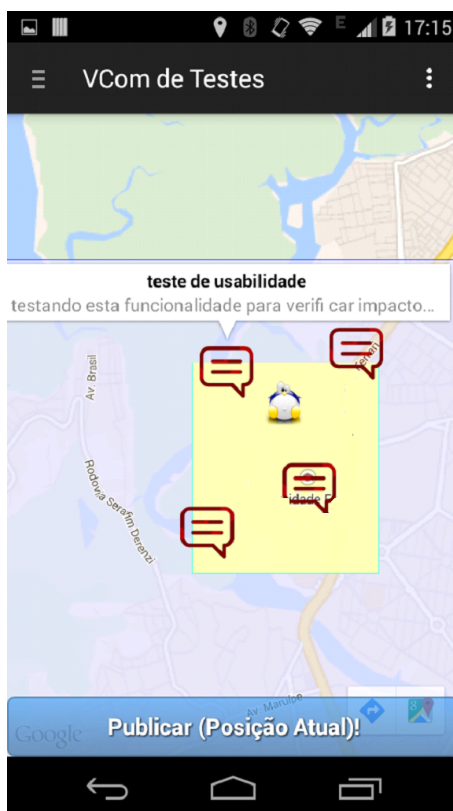 E 17:15
VCom de Testes
teste de usabilidade
testando esta funcionalidade para verifi car impacto...
Av. Brasil
Rodovia Serafim Derenzi
idade F
Av. Maruípe
Google
Publicar (Posição Atual)!